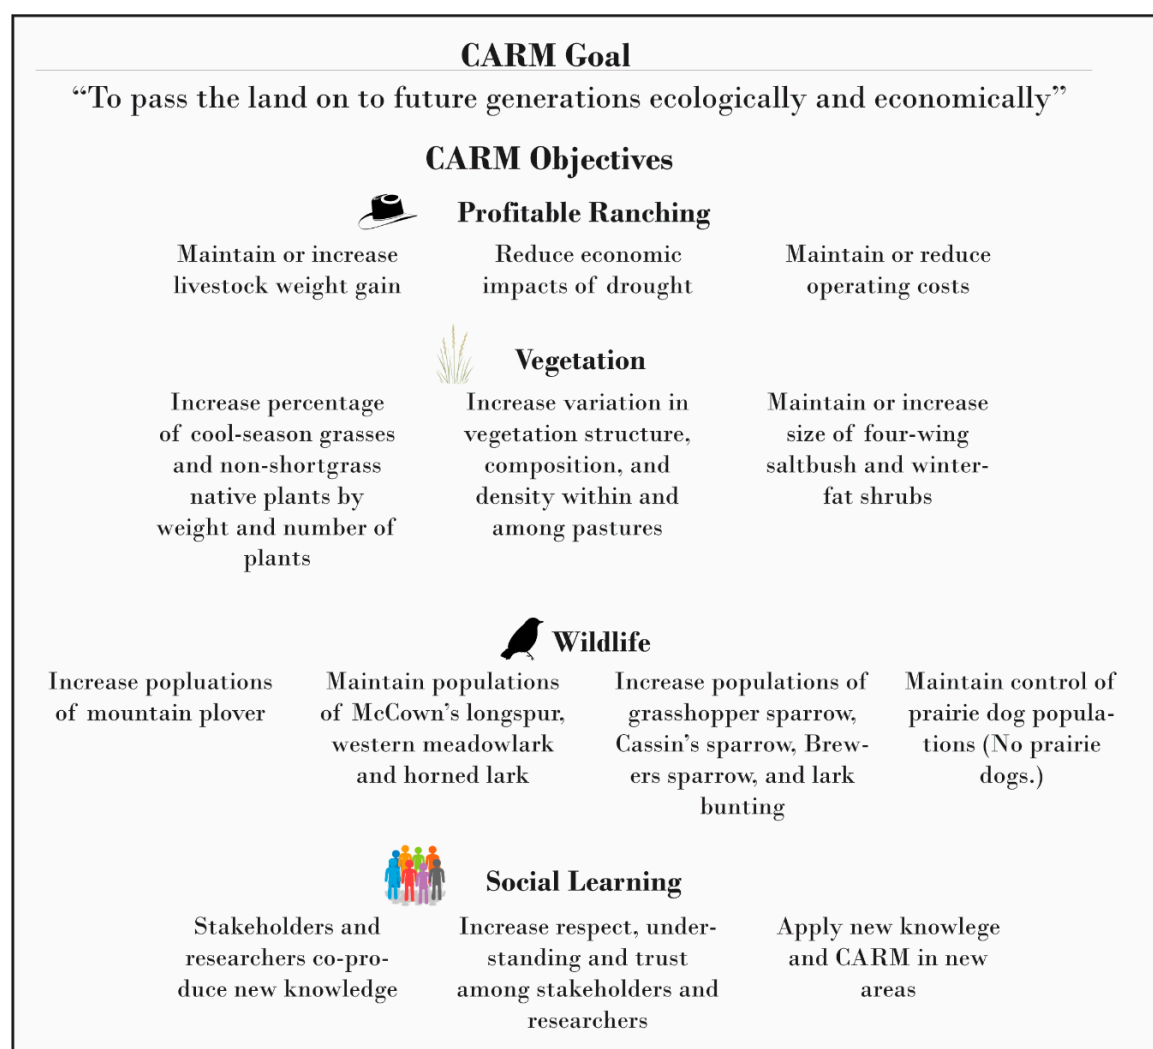 CARM Goal
“To pass the land on to future generations ecologically and economically”
CARM Objectives
Profitable Ranching
Maintain or increase
livestock weight gain
Reduce economic
impacts of drought
Maintain or reduce
operating costs
Vegetation
Increase percentage
of cool-season grasses
and non-shortgrass
native plants by
weight and number of
plants
Increase variation in
vegetation structure,
composition, and
density within and
among pastures
Maintain or increase
size of four-wing
saltbush and winter-
fat shrubs
Wildlife
Increase popluations
of mountain plover
Maintain populations
of McCown’s longspur,
western meadowlark
and horned lark
Increase populations of
grasshopper sparrow,
Cassin’s sparrow, Brew-
ers sparrow, and lark
bunting
Maintain control of
prairie dog popula-
tions (No prairie
dogs.)
Social Learning
Stakeholders and
researchers co-pro-
duce new knowledge
Increase respect, under-
standing and trust
among stakeholders and
researchers
Apply new knowlege
and CARM in new
areas